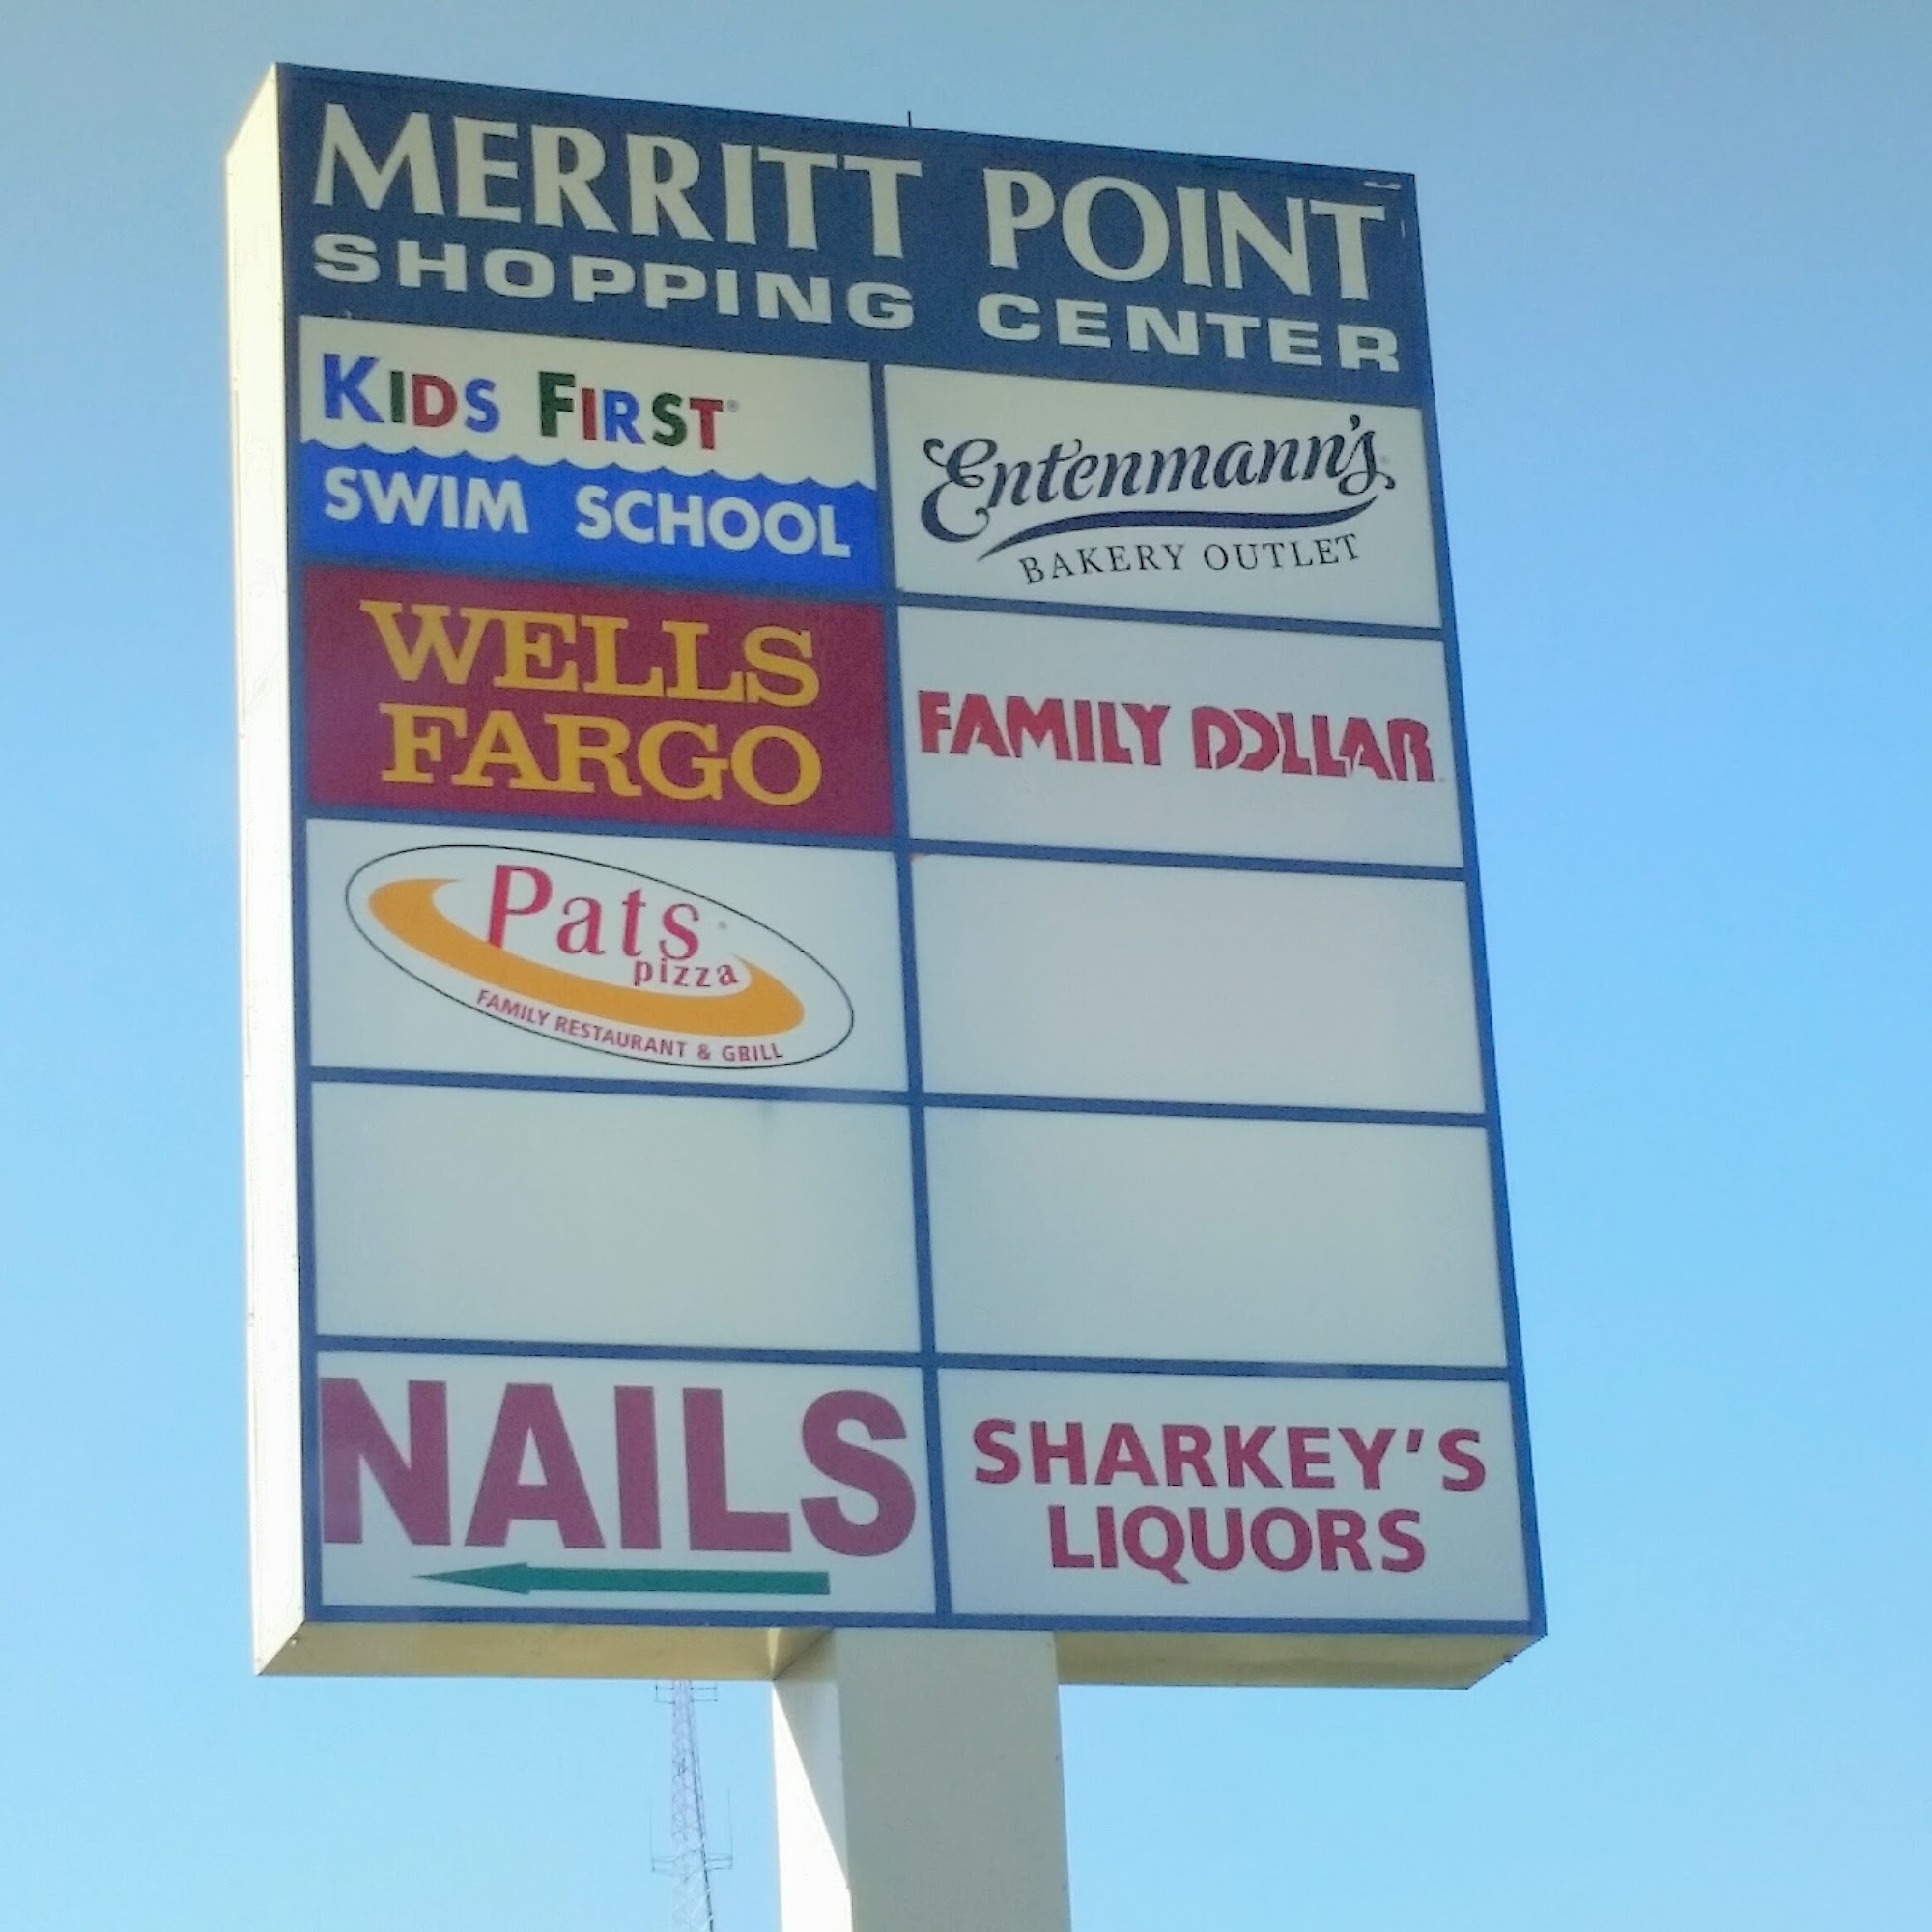 MERRITT POINT
SHOPPING CENTER
KIDS FIRST®
SWIM SCHOOL
Entenmann's
BAKERY OUTLET
WELLS
FARGO
FAMILY DOLLAR
Pats
pizza
FAMILY RESTAURANT & GRILL
NAILS
SHARKEY'S
LIQUORS